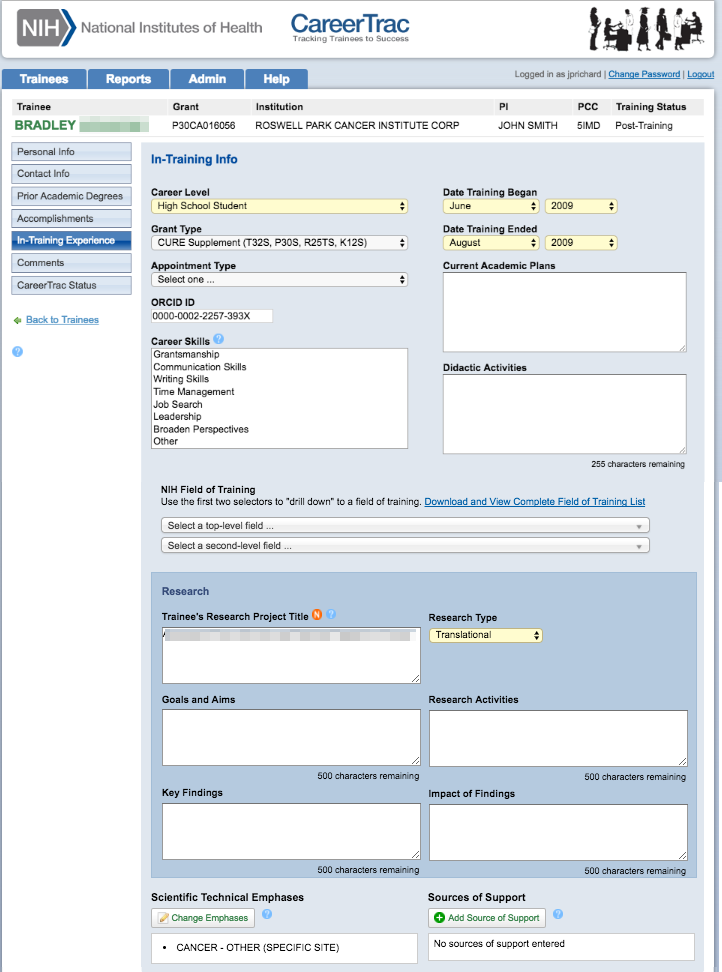 NIH National Institutes of Health
CareerTrac
Tracking Trainees to Success
Trainees Reports Admin Help
Logged in as jprichard | Change Password | Logout
Trainee Grant Institution PI PCC Training Status
BRADLEY P30CA016056 ROSWELL PARK CANCER INSTITUTE CORP JOHN SMITH 5IMD Post-Training
Personal Info
Contact Info
Prior Academic Degrees
Accomplishments
In-Training Experience
Comments
CareerTrac Status
Back to Trainees
?
In-Training Info
Career Level
High School Student
Grant Type
CURE Supplement (T32S, P30S, R25TS, K12S)
Appointment Type
Select one ...
ORCID ID
0000-0002-2257-393X
Career Skills ?
Grantsmanship
Communication Skills
Writing Skills
Time Management
Job Search
Leadership
Broaden Perspectives
Other
Date Training Began
June 2009
Date Training Ended
August 2009
Current Academic Plans
Didactic Activities
255 characters remaining
NIH Field of Training
Use the first two selectors to "drill down" to a field of training. Download and View Complete Field of Training List
Select a top-level field ...
Select a second-level field ...
Research
Trainee's Research Project Title N ?
Research Type
Translational
Goals and Aims
500 characters remaining
Research Activities
500 characters remaining
Key Findings
500 characters remaining
Impact of Findings
500 characters remaining
Scientific Technical Emphases
Change Emphases ?
• CANCER - OTHER (SPECIFIC SITE)
Sources of Support
Add Source of Support ?
No sources of support entered